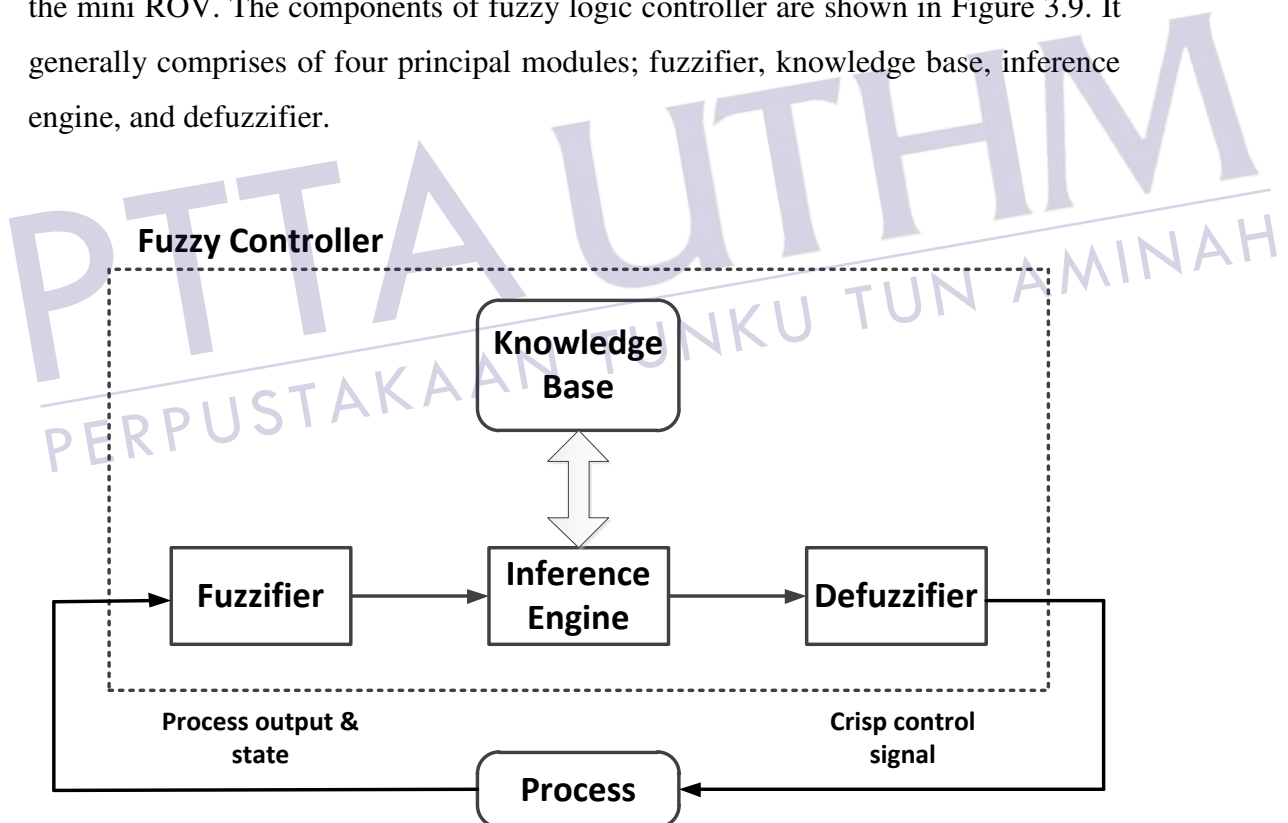 the mini ROV. The components of fuzzy logic controller are shown in Figure 3.9. It
generally comprises of four principal modules; fuzzifier, knowledge base, inference
engine, and defuzzifier.
PTTA UTHM
PERPUSTAKAAN TUNKU TUN AMINAH
Fuzzy Controller
Knowledge
Base
Fuzzifier
Inference
Engine
Defuzzifier
Process output &
state
Crisp control
signal
Process